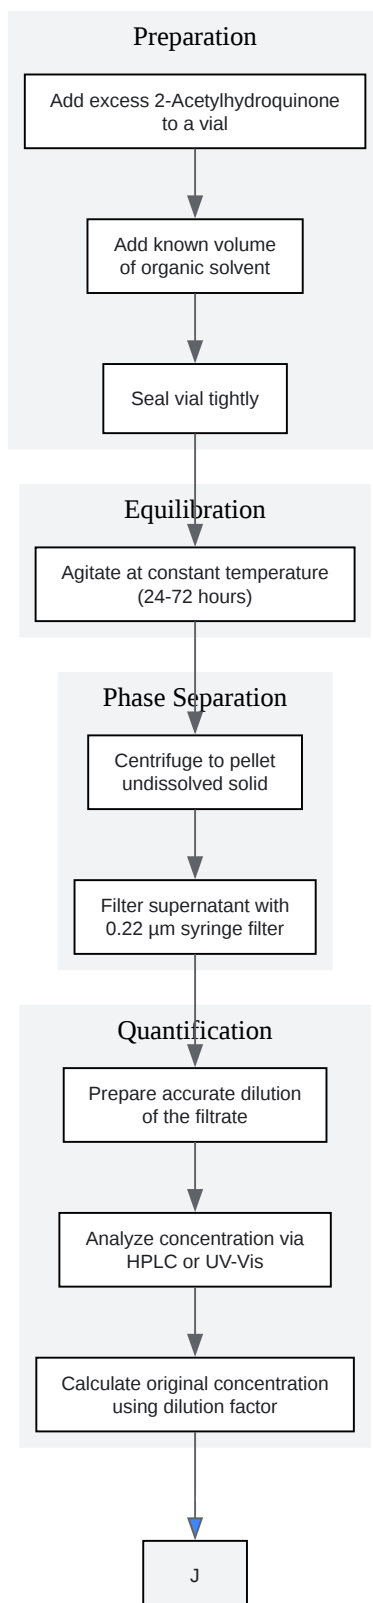 Preparation
Add excess 2-Acetylhydroquinone
to a vial
Add known volume
of organic solvent
Seal vial tightly
Equilibration
Agitate at constant temperature
(24-72 hours)
Phase Separation
Centrifuge to pellet
undissolved solid
Filter supernatant with
0.22 µm syringe filter
Quantification
Prepare accurate dilution
of the filtrate
Analyze concentration via
HPLC or UV-Vis
Calculate original concentration
using dilution factor
J